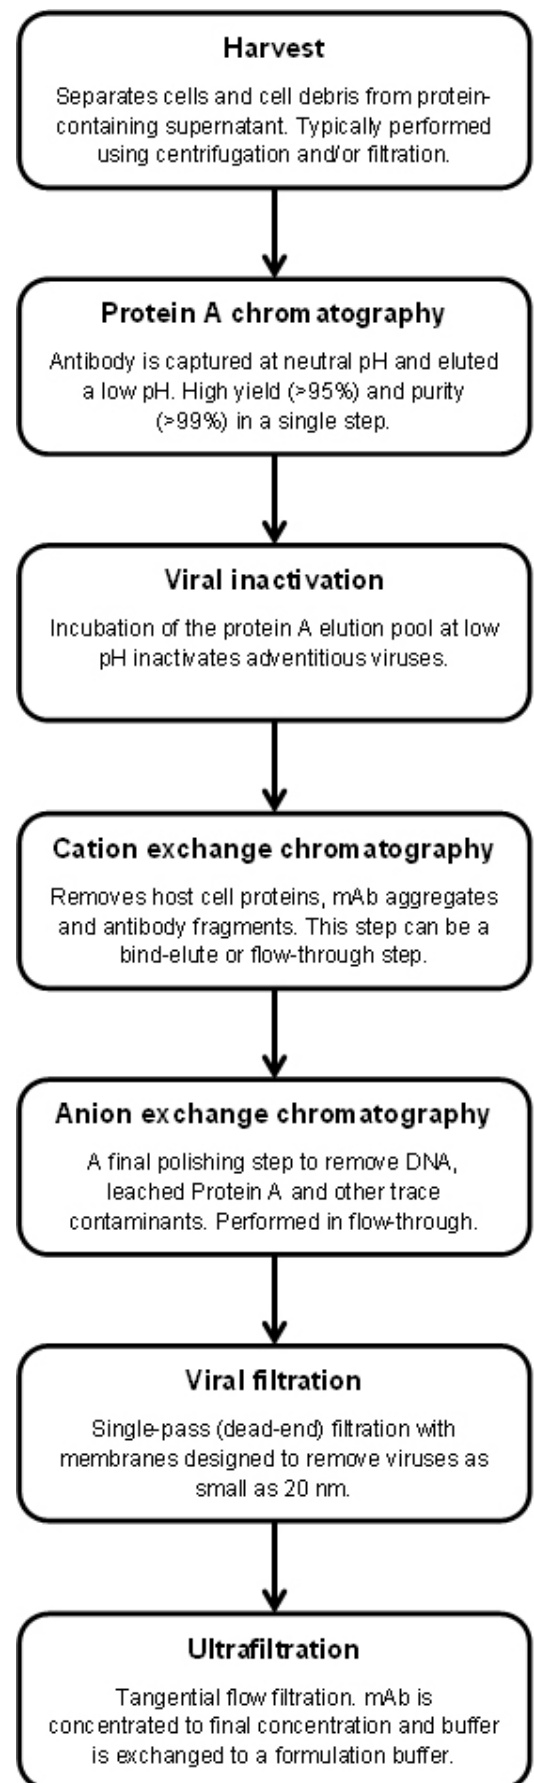 Harvest
Separates cells and cell debris from protein-
containing supernatant. Typically performed
using centrifugation and/or filtration.
Protein A chromatography
Antibody is captured at neutral pH and eluted
a low pH. High yield (>95%) and purity
(>99%) in a single step.
Viral inactivation
Incubation of the protein A elution pool at low
pH inactivates adventitious viruses.
Cation exchange chromatography
Removes host cell proteins, mAb aggregates
and antibody fragments. This step can be a
bind-elute or flow-through step.
Anion exchange chromatography
A final polishing step to remove DNA,
leached Protein A and other trace
contaminants. Performed in flow-through.
Viral filtration
Single-pass (dead-end) filtration with
membranes designed to remove viruses as
small as 20 nm.
Ultrafiltration
Tangential flow filtration. mAb is
concentrated to final concentration and buffer
is exchanged to a formulation buffer.